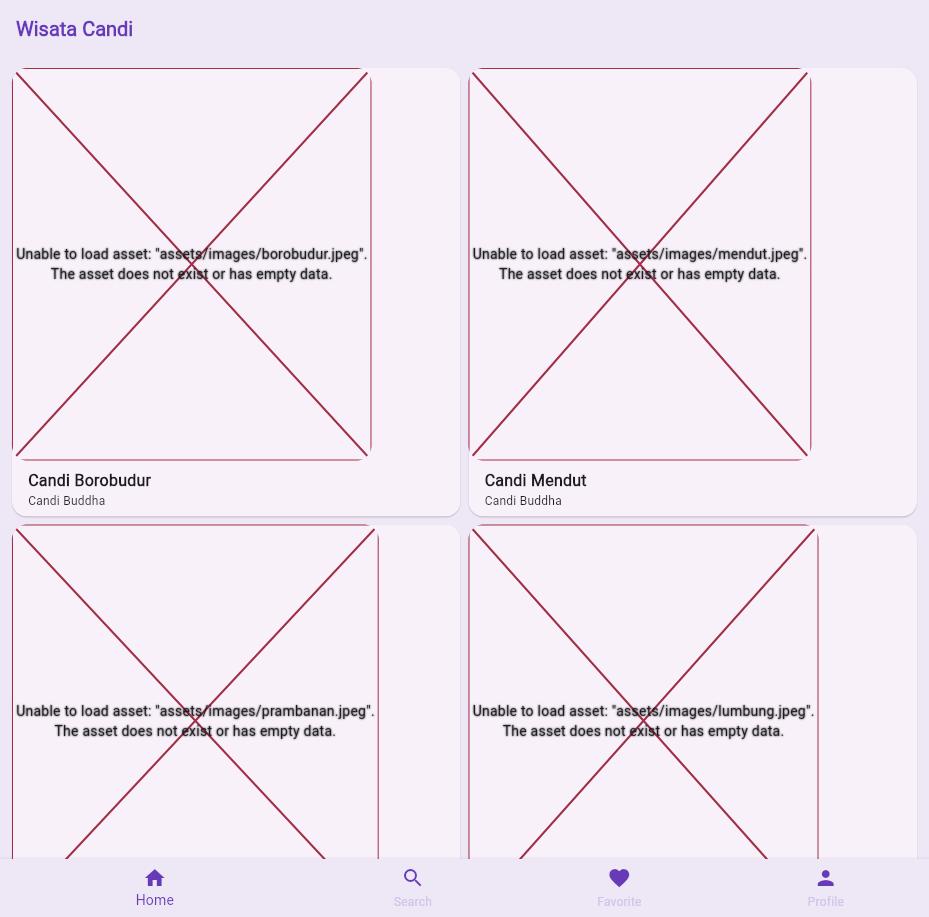 Wisata Candi
Unable to load asset: "assets/images/borobudur.jpeg".
The asset does not exist or has empty data.
Candi Borobudur
Candi Buddha
Unable to load asset: "assets/images/mendut.jpeg".
The asset does not exist or has empty data.
Candi Mendut
Candi Buddha
Unable to load asset: "assets/images/prambanan.jpeg".
The asset does not exist or has empty data.
Unable to load asset: "assets/images/lumbung.jpeg".
The asset does not exist or has empty data.
Home
Search
Favorite
Profile